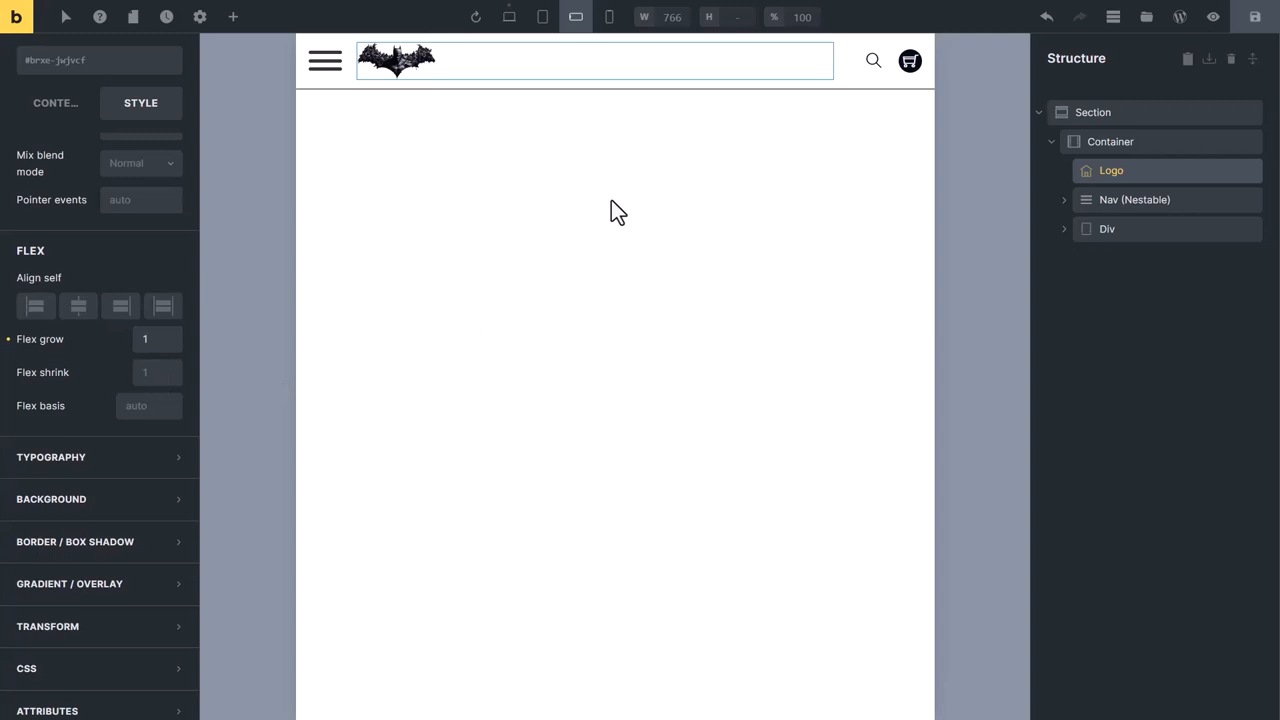 b
W 766 H - % 100
#brxe-jwjvcf
CONTE... STYLE
Mix blend
mode
Normal
Pointer events auto
FLEX
Align self
Flex grow 1
Flex shrink 1
Flex basis auto
TYPOGRAPHY
BACKGROUND
BORDER / BOX SHADOW
GRADIENT / OVERLAY
TRANSFORM
CSS
ATTRIBUTES
Structure
Section
Container
Logo
Nav (Nestable)
Div